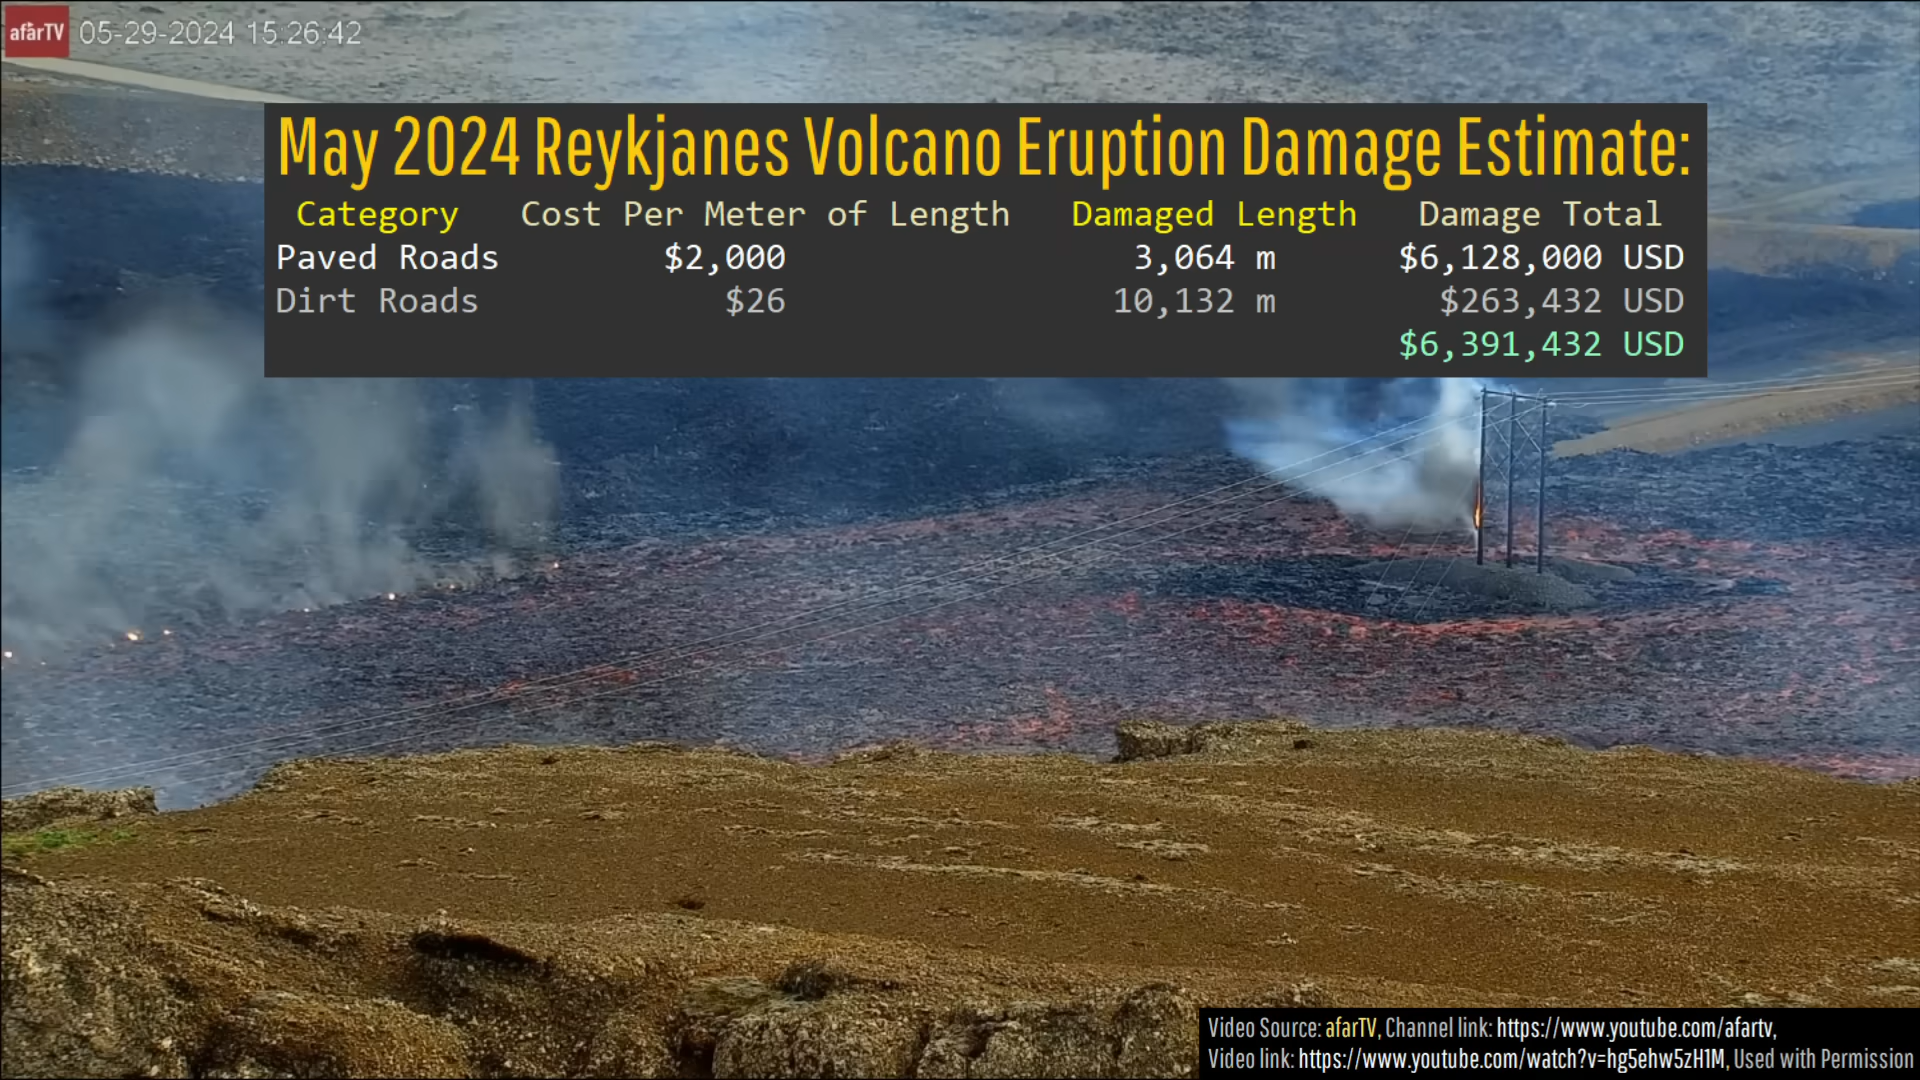 afarTV 05-29-2024 15:26:42
May 2024 Reykjanes Volcano Eruption Damage Estimate:
Category Cost Per Meter of Length Damaged Length Damage Total
Paved Roads $2,000 3,064 m $6,128,000 USD
Dirt Roads $26 10,132 m $263,432 USD
$6,391,432 USD
Video Source: afarTV, Channel link: https://www.youtube.com/afartv,
Video link: https://www.youtube.com/watch?v=hg5ehw5zH1M, Used with Permission